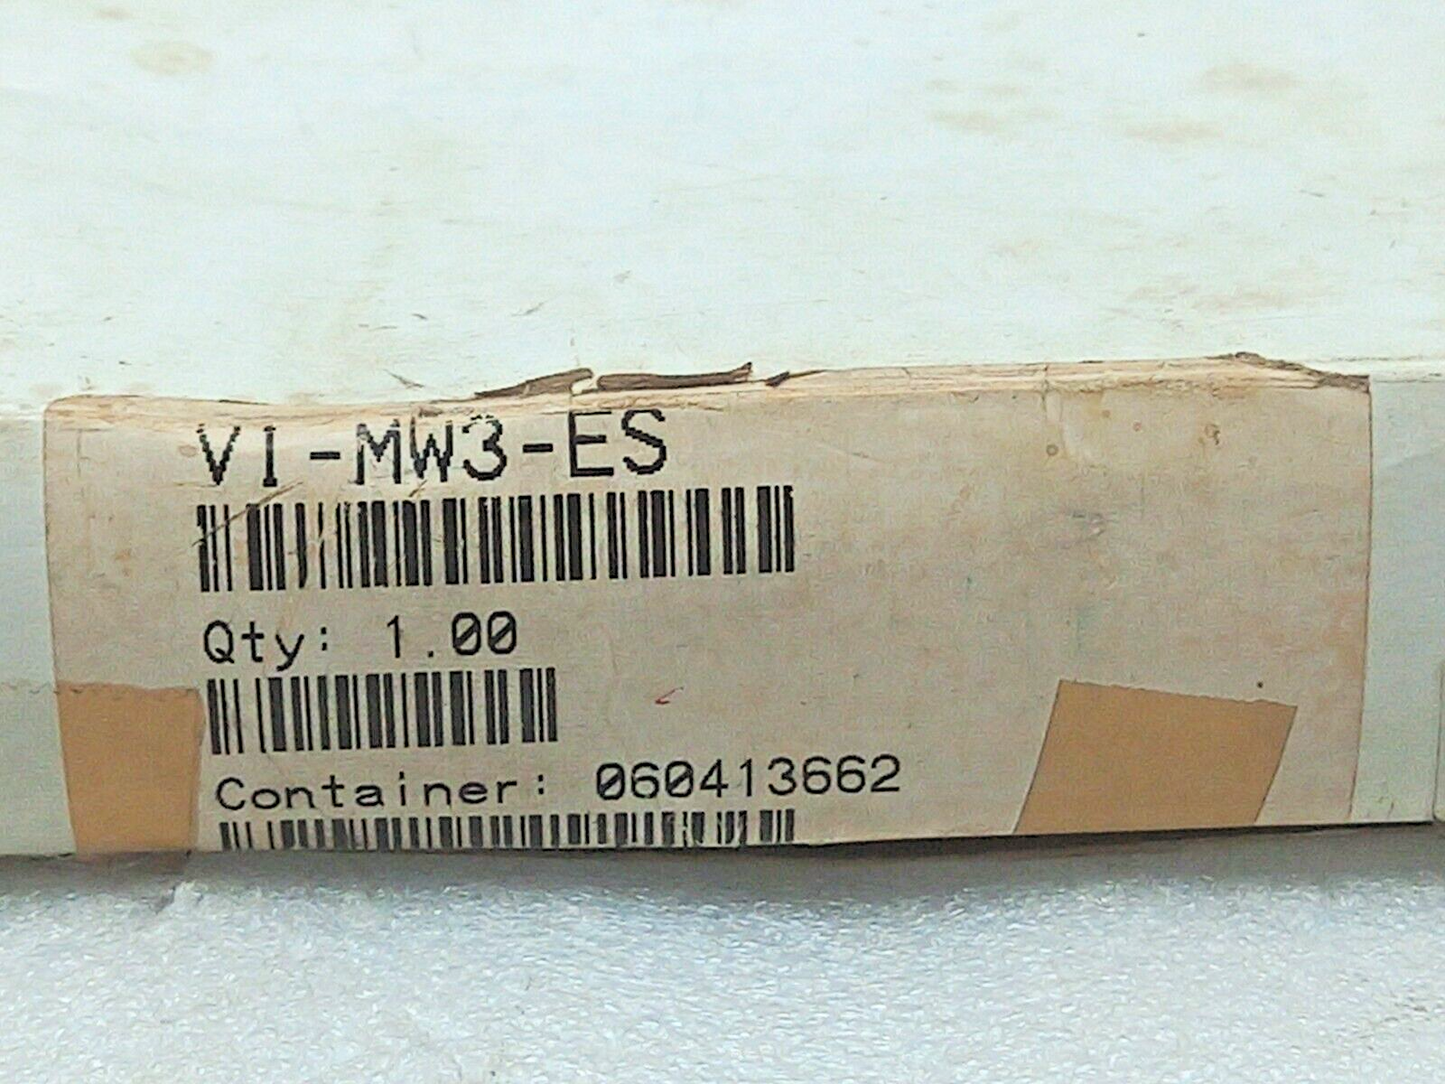 VI-MW3-ES
Qty: 1.00
Container: 060413662